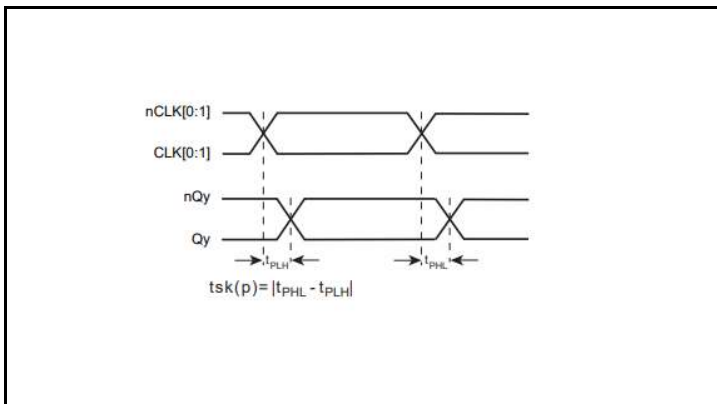 nCLK[0:1]
CLK[0:1]
nQy
Qy
tPLH tPHL
tsk(p)= |tPHL - tPLH|